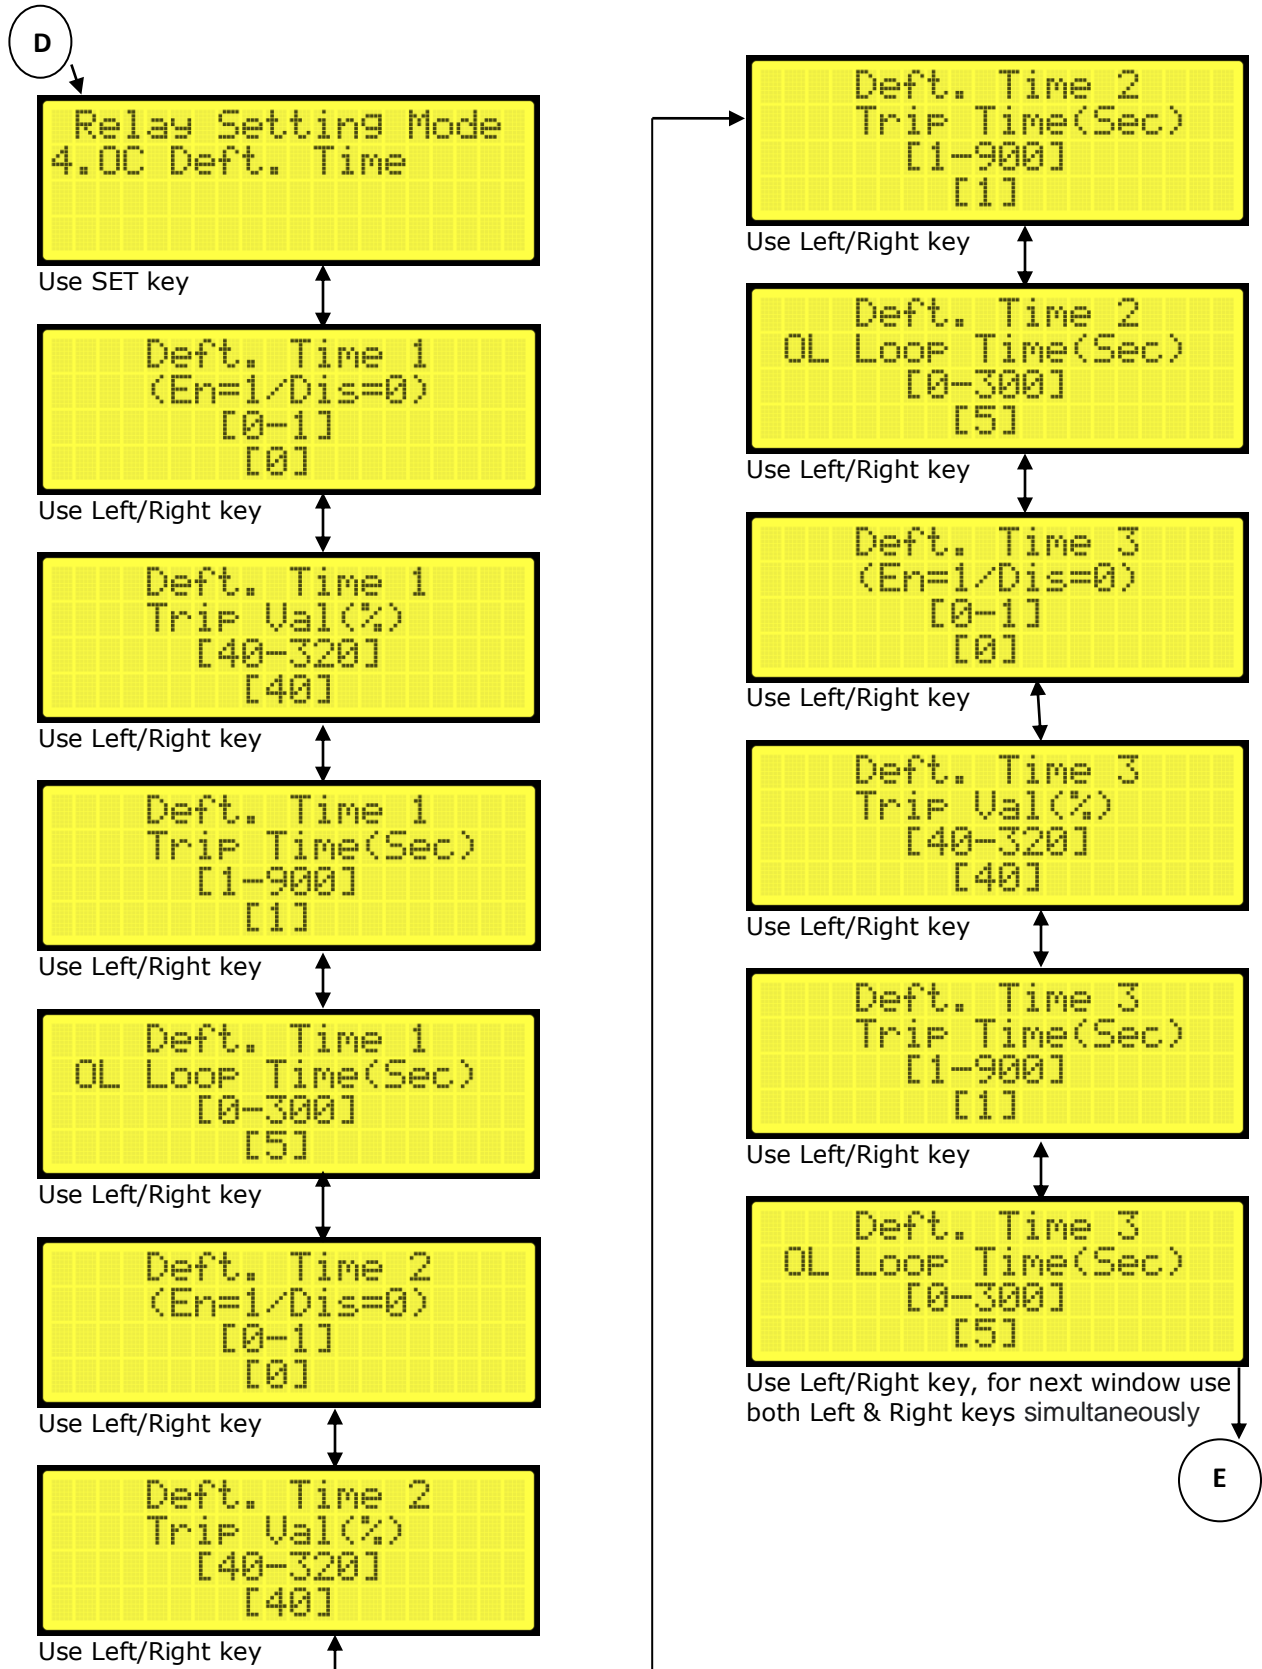 D
Relay Setting Mode
4.OC Deft. Time
Use SET key
Deft. Time 1
(En=1/Dis=0)
[0-1]
[0]
Use Left/Right key
Deft. Time 1
Trip Val(%)
[40-320]
[40]
Use Left/Right key
Deft. Time 1
Trip Time(Sec)
[1-900]
[1]
Use Left/Right key
Deft. Time 1
OL Loop Time(Sec)
[0-300]
[5]
Use Left/Right key
Deft. Time 2
(En=1/Dis=0)
[0-1]
[0]
Use Left/Right key
Deft. Time 2
Trip Val(%)
[40-320]
[40]
Use Left/Right key
Deft. Time 2
Trip Time(Sec)
[1-900]
[1]
Use Left/Right key
Deft. Time 2
OL Loop Time(Sec)
[0-300]
[5]
Use Left/Right key
Deft. Time 3
(En=1/Dis=0)
[0-1]
[0]
Use Left/Right key
Deft. Time 3
Trip Val(%)
[40-320]
[40]
Use Left/Right key
Deft. Time 3
Trip Time(Sec)
[1-900]
[1]
Use Left/Right key
Deft. Time 3
OL Loop Time(Sec)
[0-300]
[5]
Use Left/Right key, for next window use
both Left & Right keys simultaneously
E